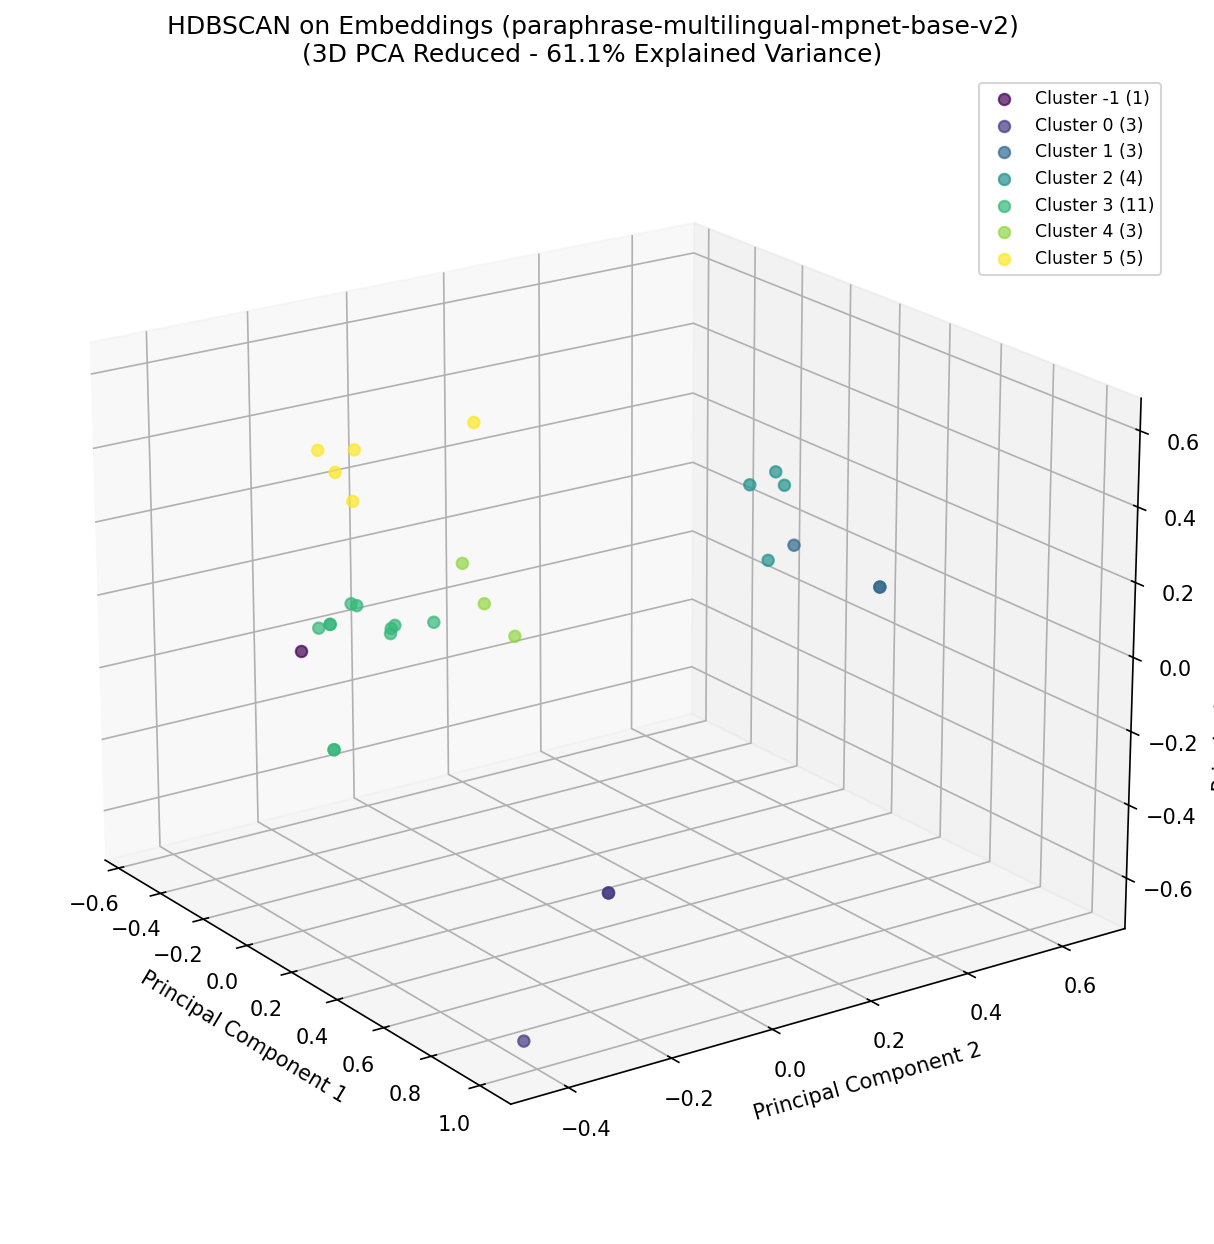 HDBSCAN on Embeddings (paraphrase-multilingual-mpnet-base-v2)
(3D PCA Reduced - 61.1% Explained Variance)
Cluster -1 (1)
Cluster 0 (3)
Cluster 1 (3)
Cluster 2 (4)
Cluster 3 (11)
Cluster 4 (3)
Cluster 5 (5)
0.6
0.4
0.2
0.0
−0.2
−0.4
−0.6
−0.6
−0.4
−0.2
0.0
0.2
0.4
0.6
0.8
1.0
Principal Component 1
−0.4
−0.2
0.0
0.2
0.4
0.6
Principal Component 2